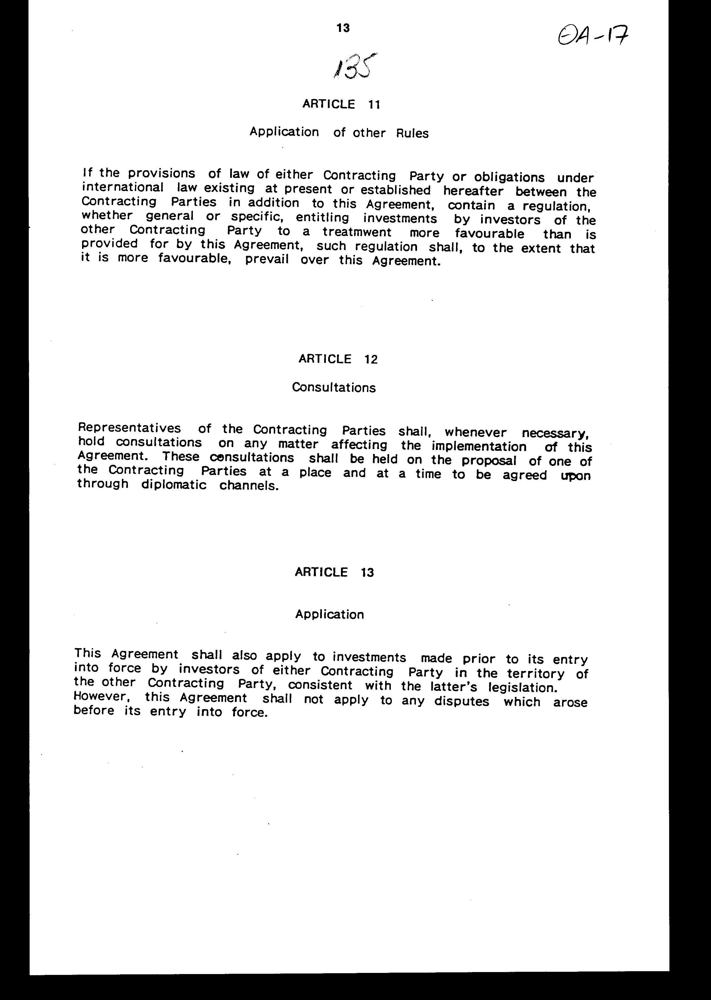 13
ΘA-17
135
ARTICLE 11
Application of other Rules
If the provisions of law of either Contracting Party or obligations under
international law existing at present or established hereafter between the
Contracting Parties in addition to this Agreement, contain a regulation,
whether general or specific, entitling investments by investors of the
other Contracting Party to a treatmwent more favourable than is
provided for by this Agreement, such regulation shall, to the extent that
it is more favourable, prevail over this Agreement.
ARTICLE 12
Consultations
Representatives of the Contracting Parties shall, whenever necessary,
hold consultations on any matter affecting the implementation of this
Agreement. These consultations shall be held on the proposal of one of
the Contracting Parties at a place and at a time to be agreed upon
through diplomatic channels.
ARTICLE 13
Application
This Agreement shall also apply to investments made prior to its entry
into force by investors of either Contracting Party in the territory of
the other Contracting Party, consistent with the latter's legislation.
However, this Agreement shall not apply to any disputes which arose
before its entry into force.